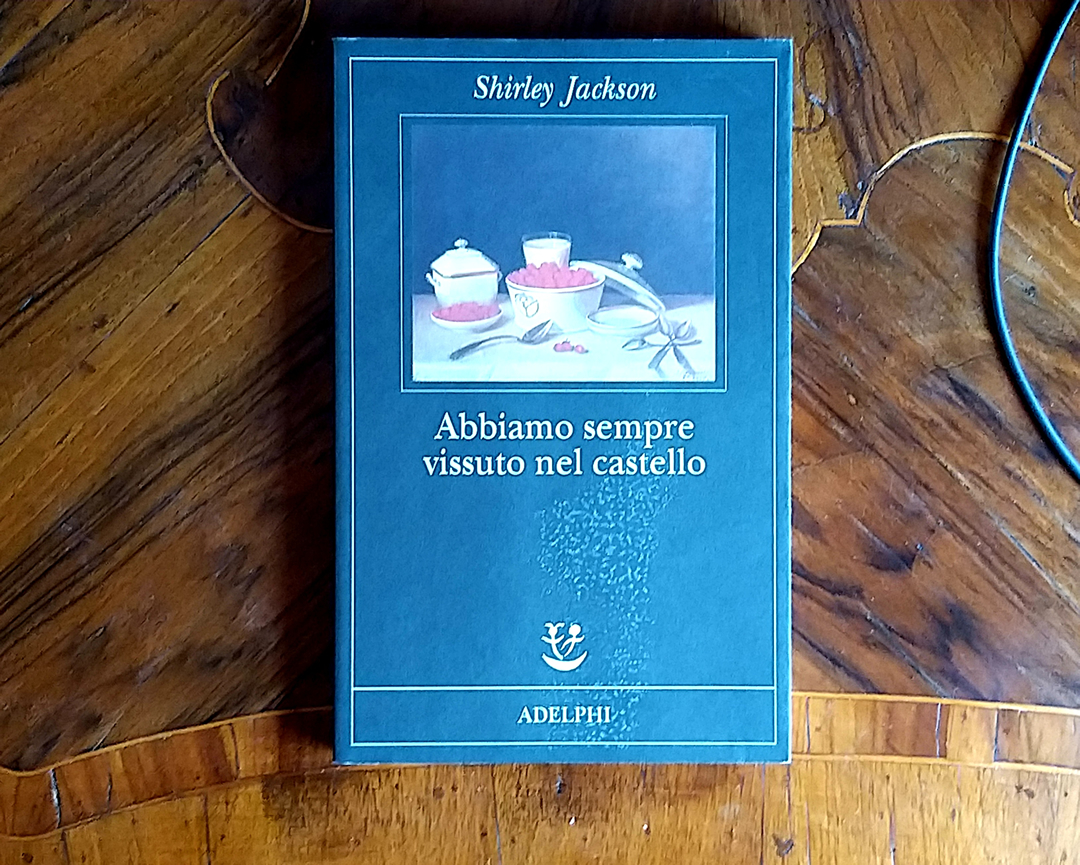 Shirley Jackson
Abbiamo sempre
vissuto nel castello
ADELPHI